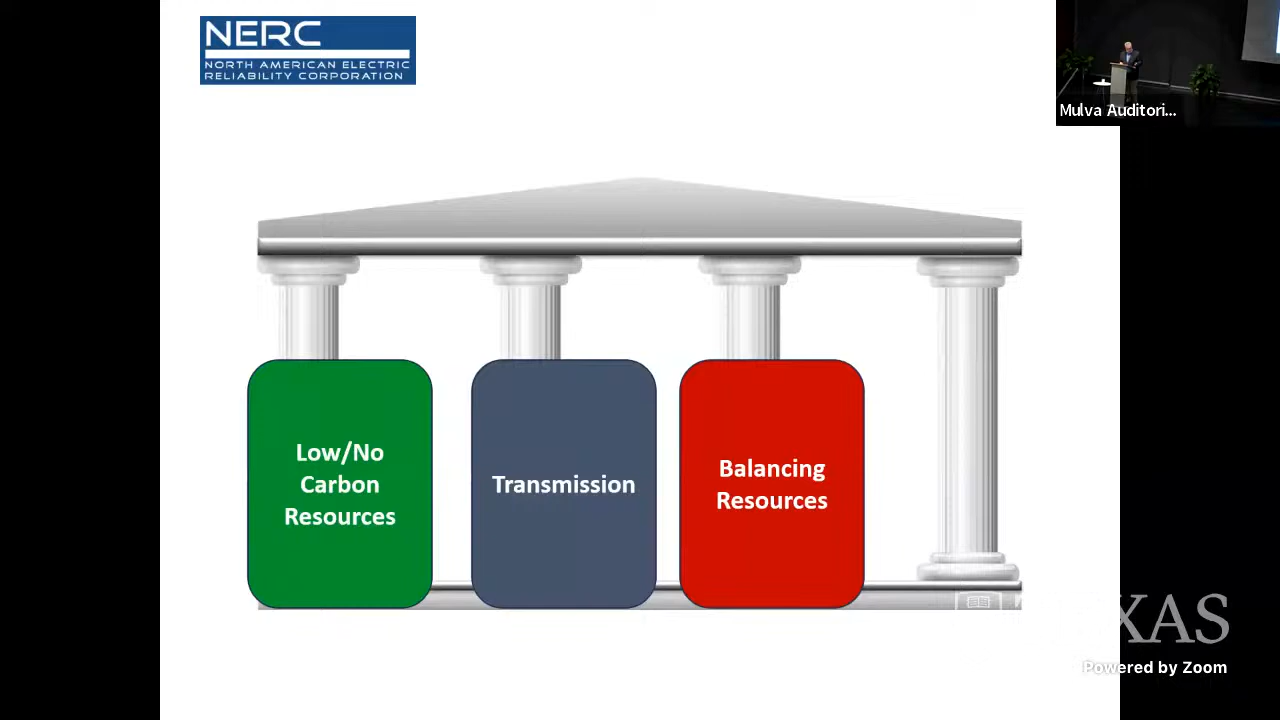 NERC
NORTH AMERICAN ELECTRIC
RELIABILITY CORPORATION
Mulva Auditori...
Low/No
Carbon
Resources
Transmission
Balancing
Resources
XAS
Powered by Zoom